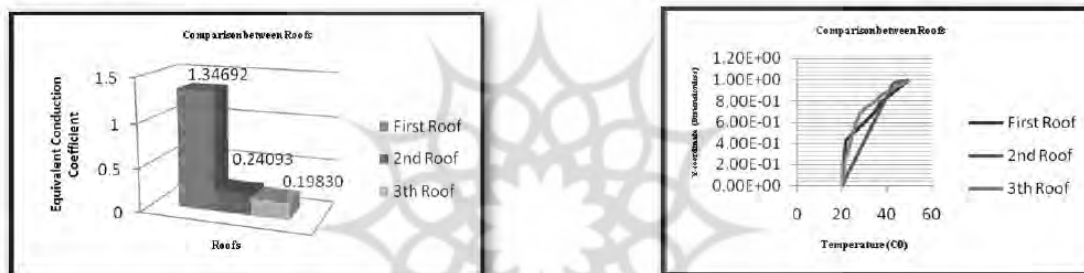 Comparison between Roofs
1.34692
0.24093
0.19830
1.5
1
0.5
0
Equivalent Conduction
Coefficient
Roofs
First Roof
2nd Roof
3th Roof
Comparison between Roofs
1.20E+00
1.00E+00
8.00E-01
6.00E-01
4.00E-01
2.00E-01
0.00E+00
0 20 40 60
Temperature (C0)
First Roof
2nd Roof
3th Roof